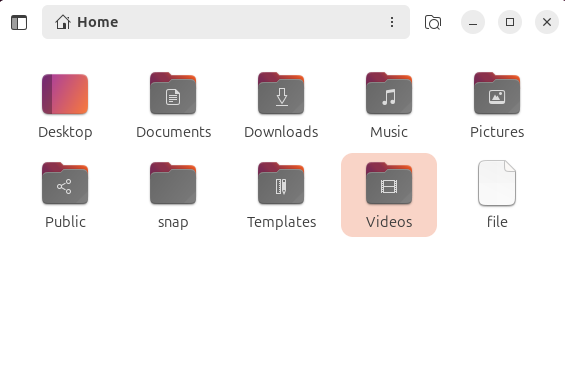 Home
Desktop
Documents
Downloads
Music
Pictures
Public
snap
Templates
Videos
file